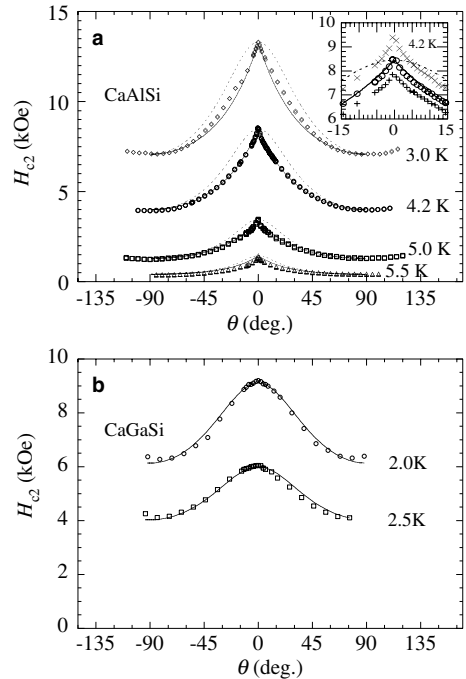 a
CaAlSi
H_c2 (kOe)
15
10
5
0
3.0 K
4.2 K
5.0 K
5.5 K
-135 -90 -45 0 45 90 135
θ (deg.)
4.2 K
10
9
8
7
6
-15 0 15
b
CaGaSi
H_c2 (kOe)
10
8
6
4
2
0
2.0K
2.5K
-135 -90 -45 0 45 90 135
θ (deg.)